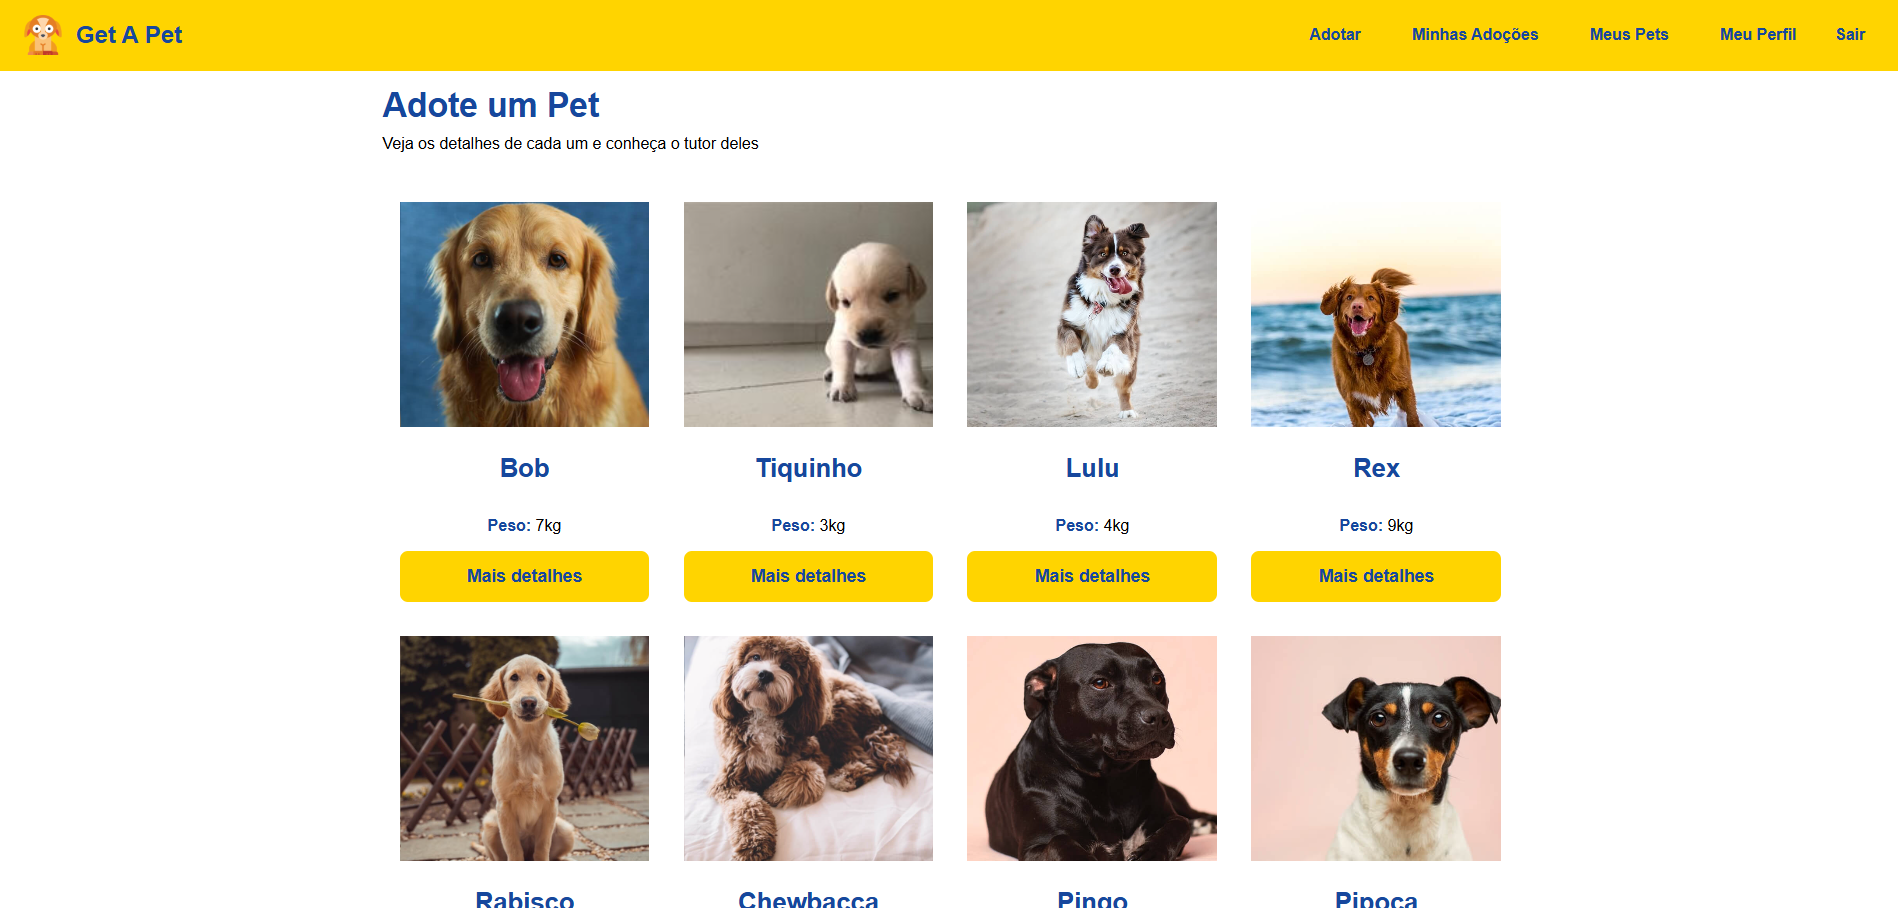 Get A Pet
Adotar Minhas Adoções Meus Pets Meu Perfil Sair
Adote um Pet
Veja os detalhes de cada um e conheça o tutor deles
Bob Tiquinho Lulu Rex
Peso: 7kg Peso: 3kg Peso: 4kg Peso: 9kg
Mais detalhes Mais detalhes Mais detalhes Mais detalhes
Rabisco Chewbacca Pingo Pipoca